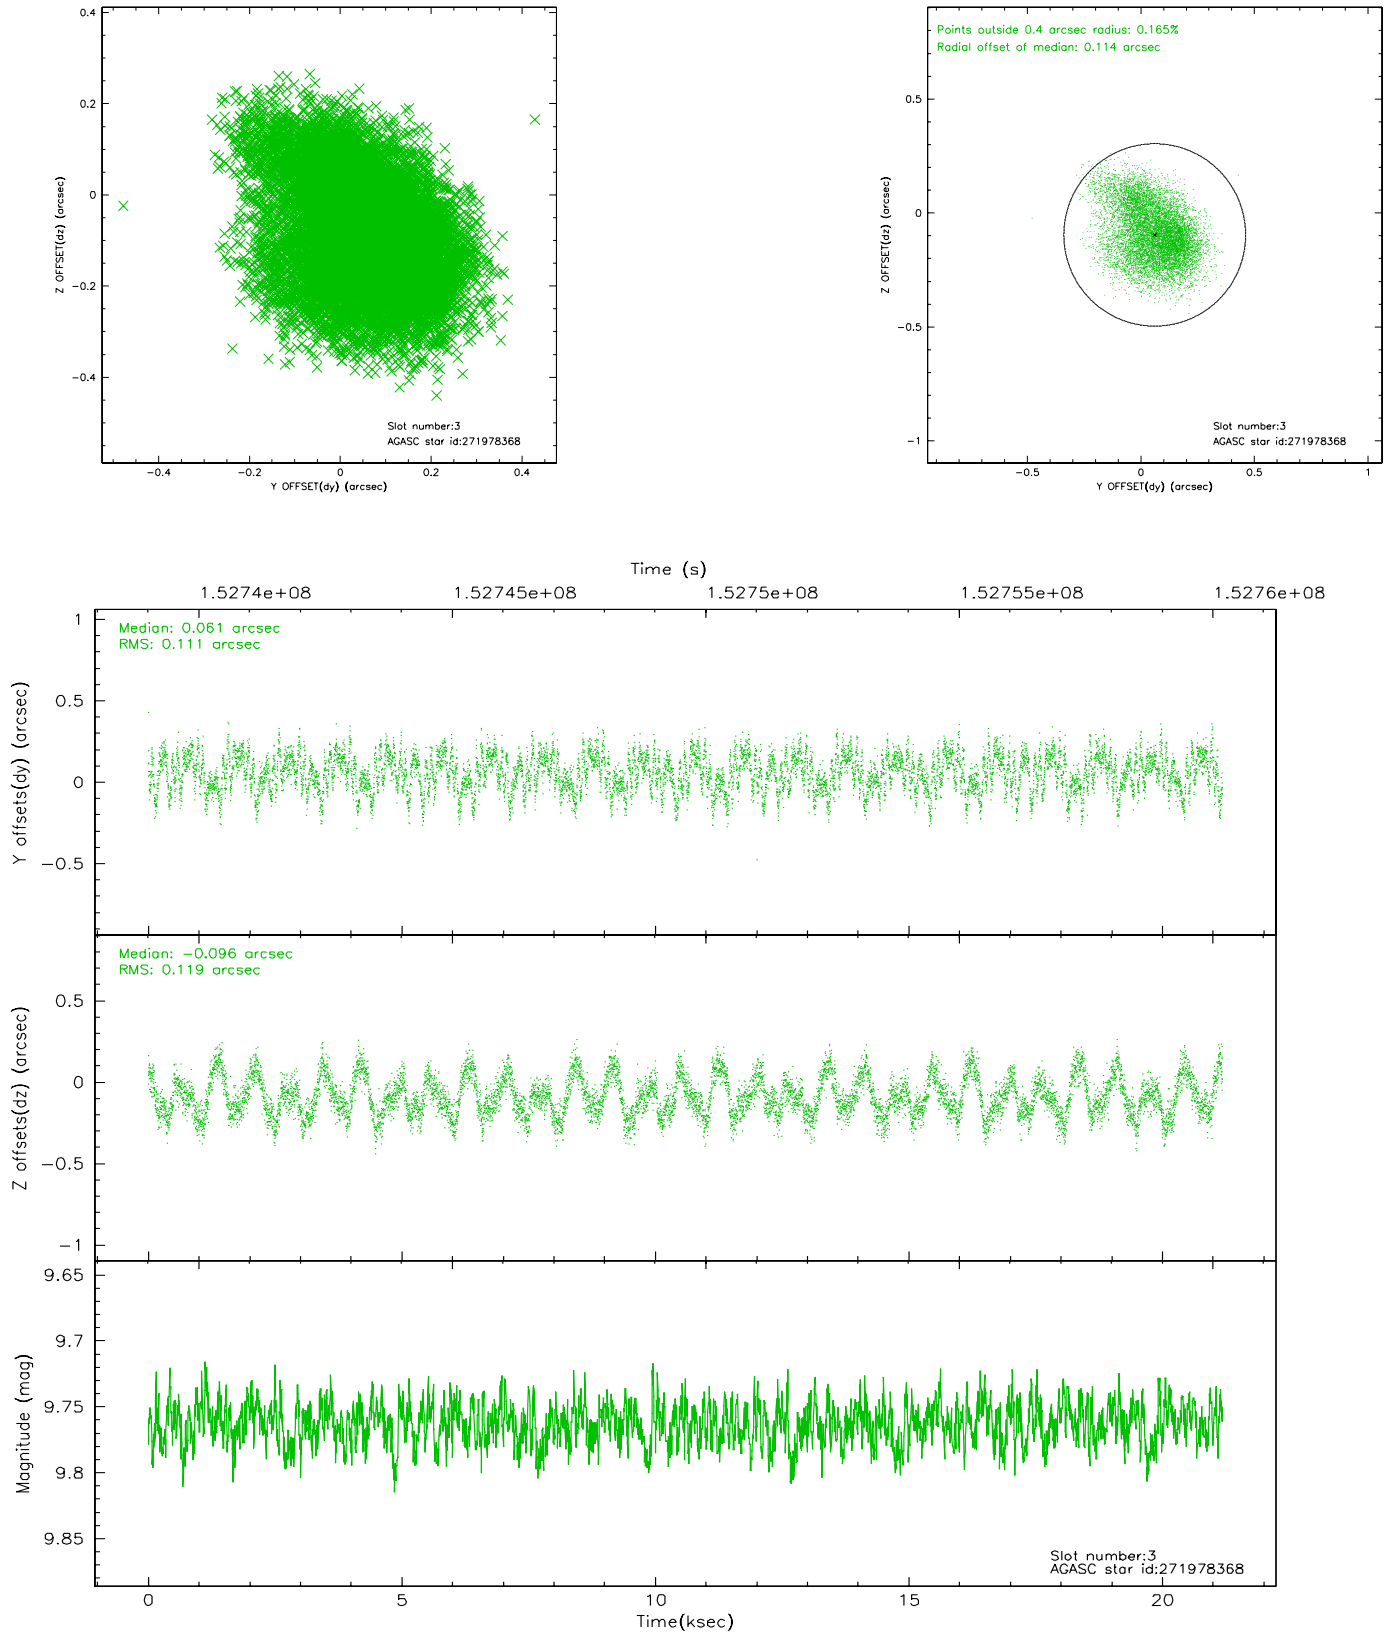 0.4
0.2
0
−0.2
−0.4
Z OFFSET(dz) (arcsec)
−0.4
−0.2
0
0.2
0.4
Y OFFSET(dy) (arcsec)
Slot number:3
AGASC star id:271978368
Points outside 0.4 arcsec radius: 0.165%
Radial offset of median: 0.114 arcsec
0.5
0
−0.5
−1
Z OFFSET(dz) (arcsec)
−0.5
0
0.5
1
Y OFFSET(dy) (arcsec)
Slot number:3
AGASC star id:271978368
Time (s)
1.5274e+08
1.52745e+08
1.5275e+08
1.52755e+08
1.5276e+08
Median: 0.061 arcsec
RMS: 0.111 arcsec
1
0.5
0
−0.5
Y offsets(dy) (arcsec)
Median: −0.096 arcsec
RMS: 0.119 arcsec
0.5
0
−0.5
−1
Z offsets(dz) (arcsec)
9.65
9.7
9.75
9.8
9.85
Magnitude (mag)
Slot number:3
AGASC star id:271978368
0
5
10
15
20
Time(ksec)